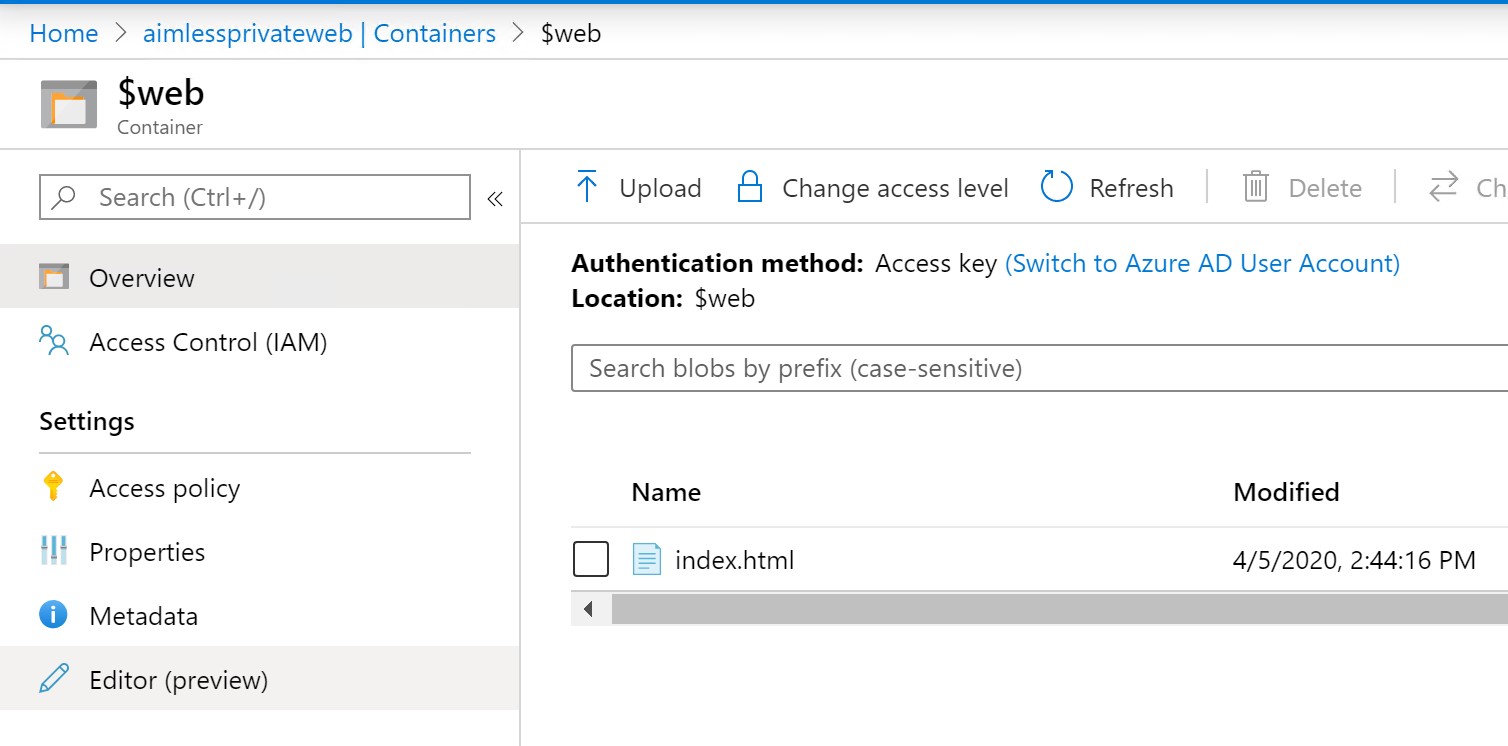 Home > aimlessprivateweb | Containers > $web
$web
Container
Search (Ctrl+/)
«
Overview
Access Control (IAM)
Settings
Access policy
Properties
Metadata
Editor (preview)
Upload Change access level Refresh Delete Ch
Authentication method: Access key (Switch to Azure AD User Account)
Location: $web
Search blobs by prefix (case-sensitive)
Name Modified
index.html 4/5/2020, 2:44:16 PM